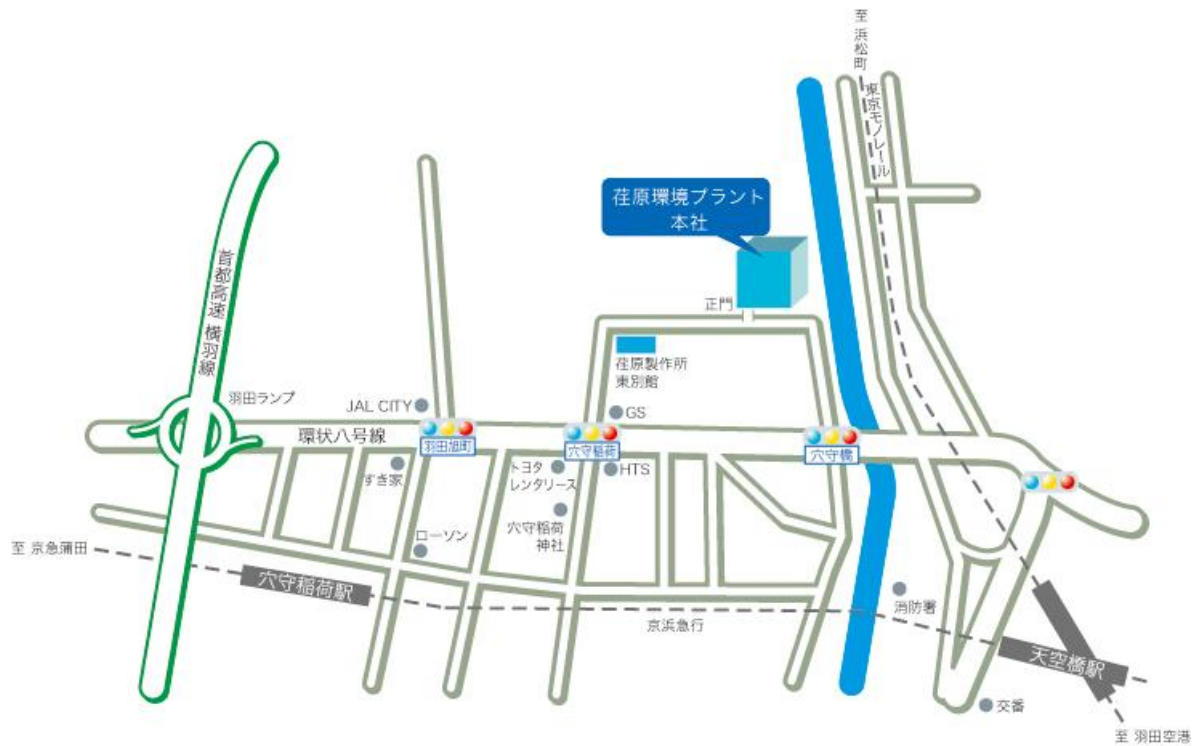 至 浜松町
東京モノレール
荏原環境プラント
本社
正門
首都高速 横羽線
荏原製作所
東別館
羽田ランプ
JAL CITY
GS
環状八号線
羽田旭町
穴守稲荷
穴守橋
すき家
トヨタ
レンタリース
HTS
ローソン
穴守稲荷
神社
至 京急蒲田
穴守稲荷駅
消防署
京浜急行
天空橋駅
交番
至 羽田空港